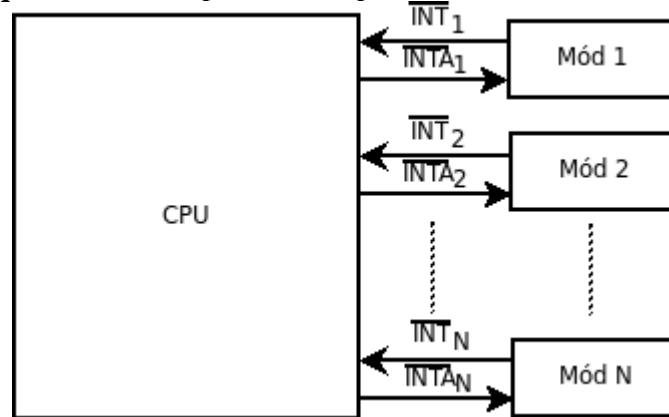 INT1
INTA1
Mód 1
INT2
INTA2
Mód 2
CPU
INTN
INTAN
Mód N